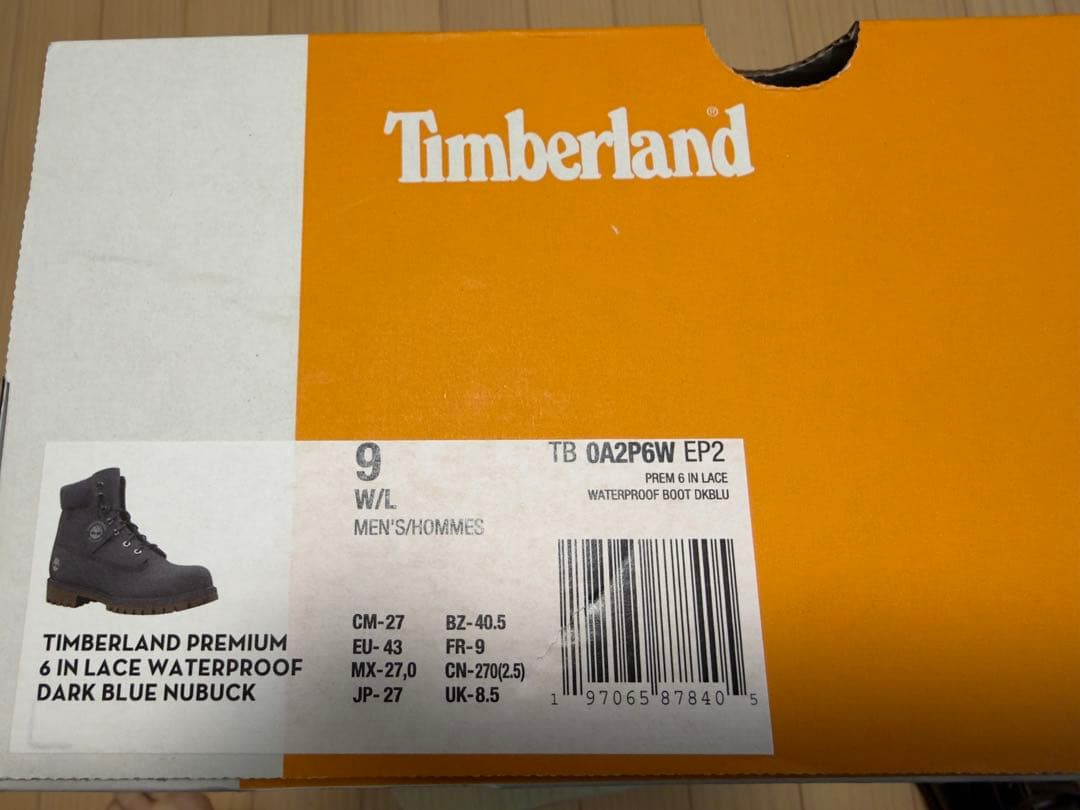 Timberland®
9
W/L
MEN'S/HOMMES
TB 0A2P6W EP2
PREM 6 IN LACE
WATERPROOF BOOT DKBLU
TIMBERLAND PREMIUM
6 IN LACE WATERPROOF
DARK BLUE NUBUCK
CM-27 BZ-40.5
EU-43 FR-9
MX-27,0 CN-270(2.5)
JP-27 UK-8.5
1 97065 87840 5